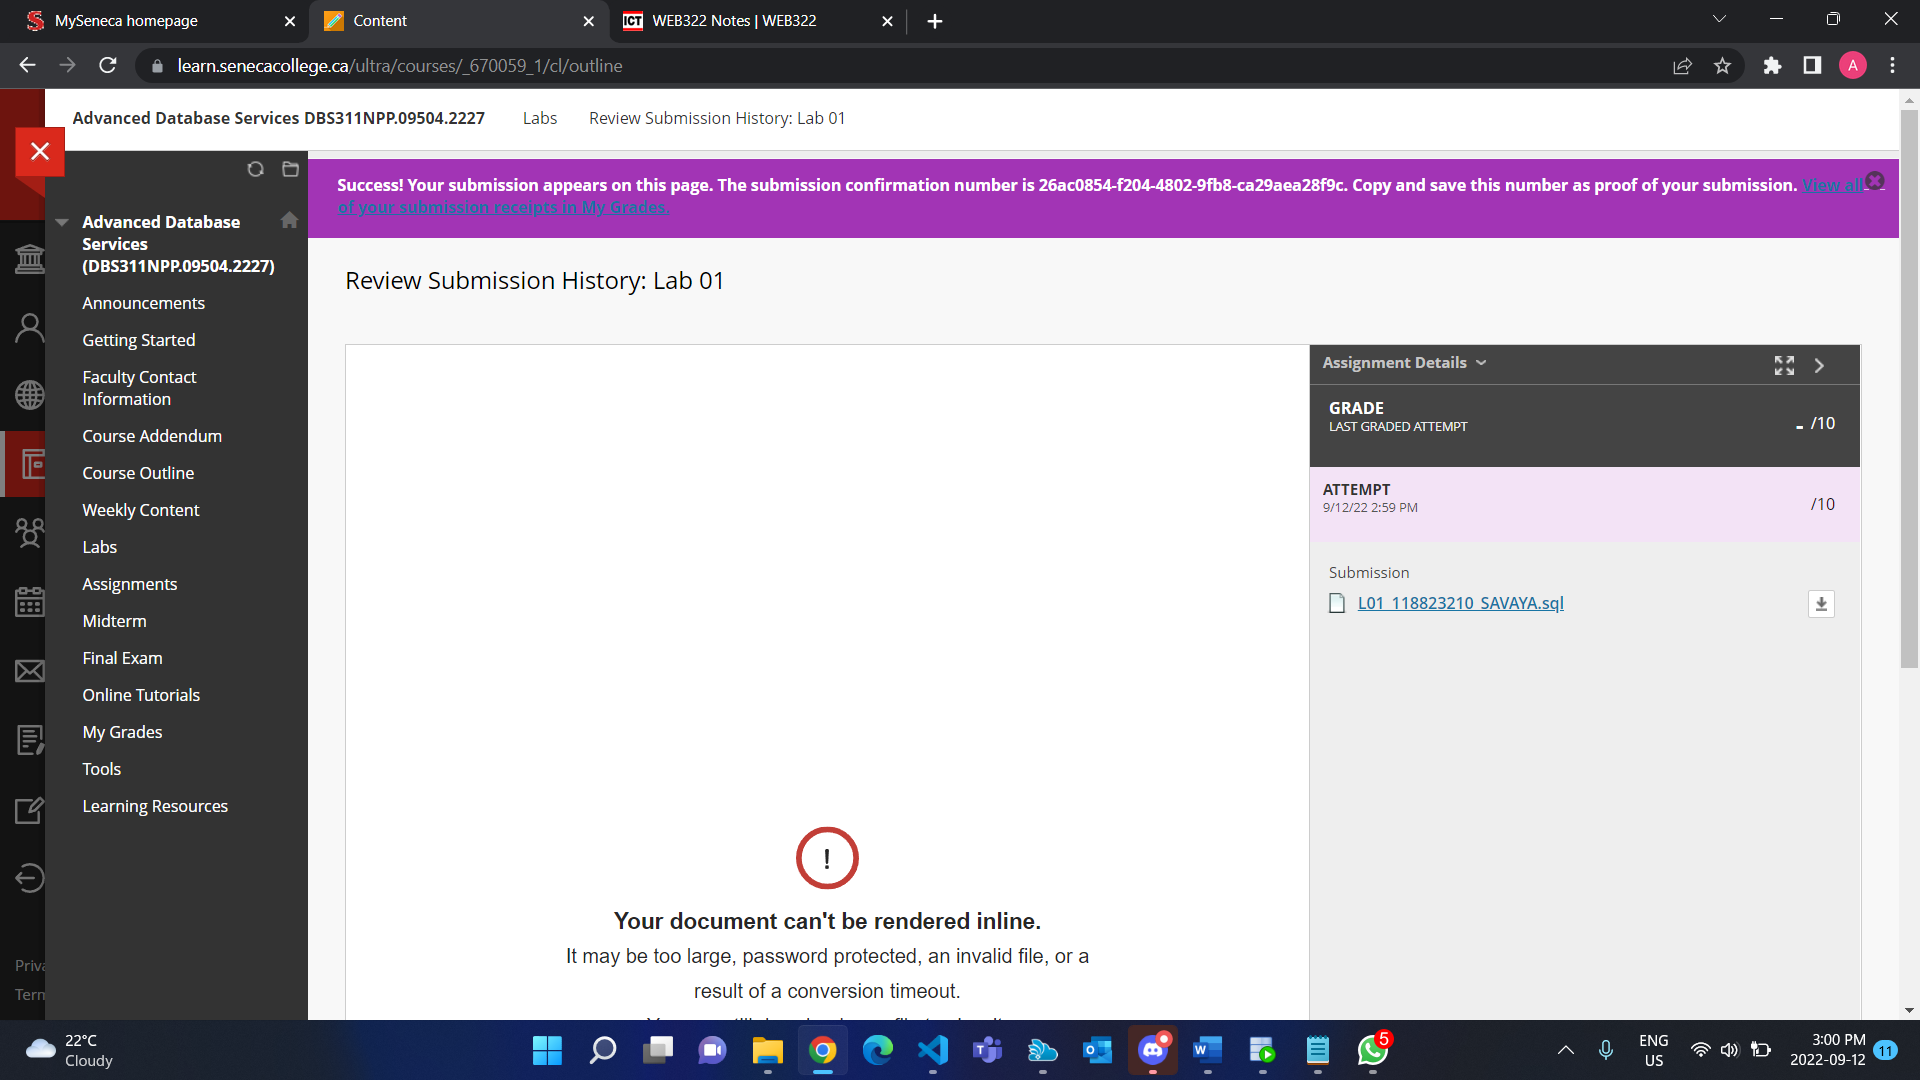 MySeneca homepage
Content
WEB322 Notes | WEB322
learn.senecacollege.ca/ultra/courses/_670059_1/cl/outline
A
Advanced Database Services DBS311NPP.09504.2227
Labs
Review Submission History: Lab 01
Success! Your submission appears on this page. The submission confirmation number is 26ac0854-f204-4802-9fb8-ca29aea28f9c. Copy and save this number as proof of your submission. View all
of your submission receipts in My Grades.
Advanced Database
Services
(DBS311NPP.09504.2227)
Announcements
Getting Started
Faculty Contact
Information
Course Addendum
Course Outline
Weekly Content
Labs
Assignments
Midterm
Final Exam
Online Tutorials
My Grades
Tools
Learning Resources
Priva
Term
Review Submission History: Lab 01
!
Your document can't be rendered inline.
It may be too large, password protected, an invalid file, or a
result of a conversion timeout.
Assignment Details
GRADE
LAST GRADED ATTEMPT
- /10
ATTEMPT
9/12/22 2:59 PM
/10
Submission
L01_118823210_SAVAYA.sql
22°C
Cloudy
5
ENG
US
3:00 PM
2022-09-12
11